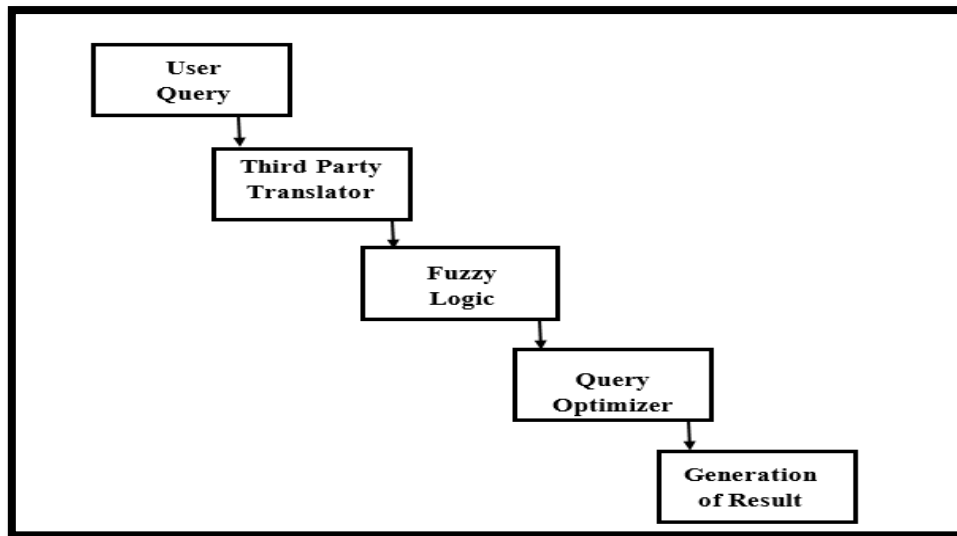 User
Query
Third Party
Translator
Fuzzy
Logic
Query
Optimizer
Generation
of Result